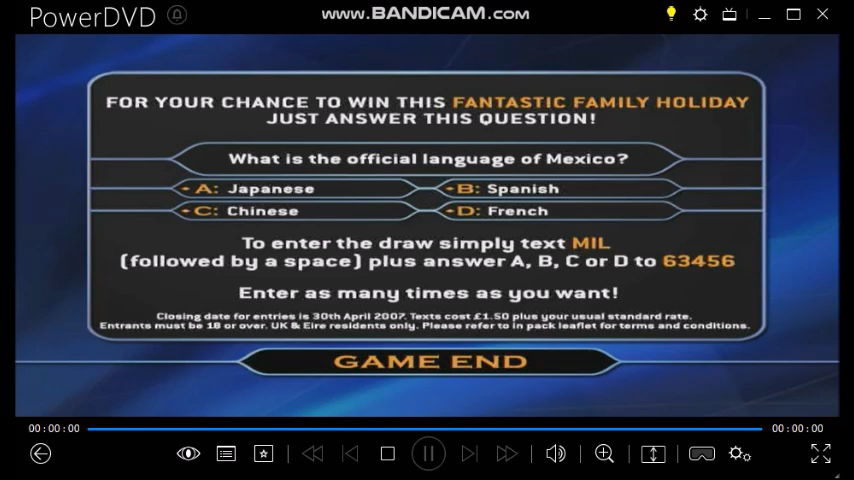 PowerDVD
www.BANDICAM.com
FOR YOUR CHANCE TO WIN THIS FANTASTIC FAMILY HOLIDAY
JUST ANSWER THIS QUESTION!
What is the official language of Mexico?
A: Japanese
B: Spanish
C: Chinese
D: French
To enter the draw simply text MIL
(followed by a space) plus answer A, B, C or D to 63456
Enter as many times as you want!
Closing date for entries is 30th April 2007. Texts cost £1.50 plus your usual standard rate.
Entrants must be 18 or over. UK & Eire residents only. Please refer to in pack leaflet for terms and conditions.
GAME END
00:00:00
00:00:00